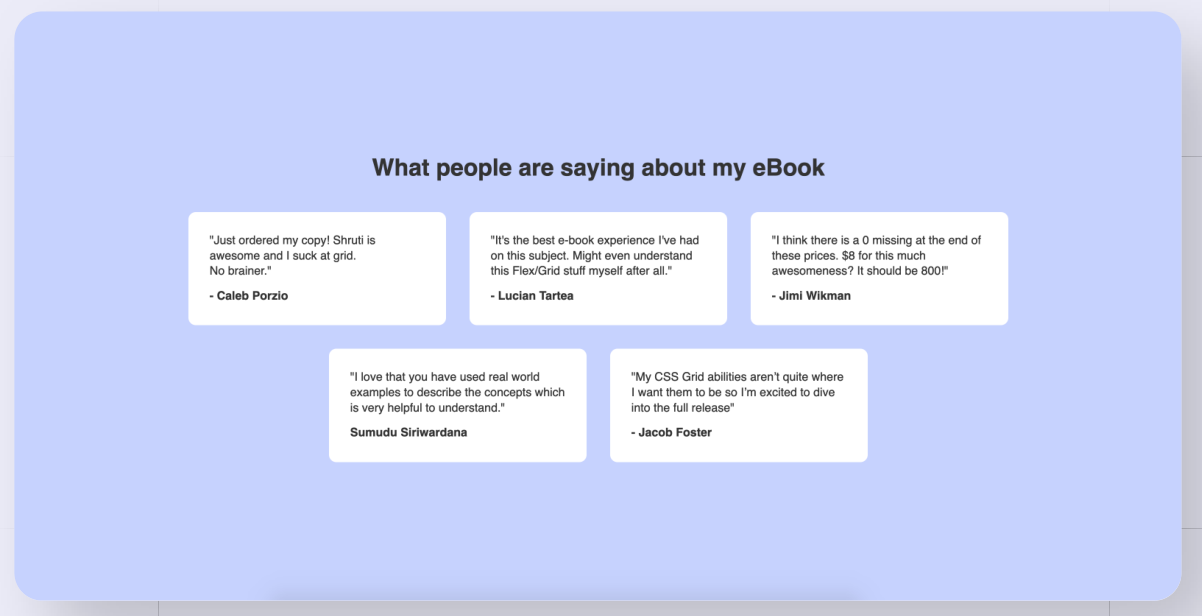 What people are saying about my eBook
"Just ordered my copy! Shruti is
awesome and I suck at grid.
No brainer."
- Caleb Porzio
"It's the best e-book experience I've had
on this subject. Might even understand
this Flex/Grid stuff myself after all."
- Lucian Tartea
"I think there is a 0 missing at the end of
these prices. $8 for this much
awesomeness? It should be 800!"
- Jimi Wikman
"I love that you have used real world
examples to describe the concepts which
is very helpful to understand."
Sumudu Siriwardana
"My CSS Grid abilities aren’t quite where
I want them to be so I’m excited to dive
into the full release"
- Jacob Foster